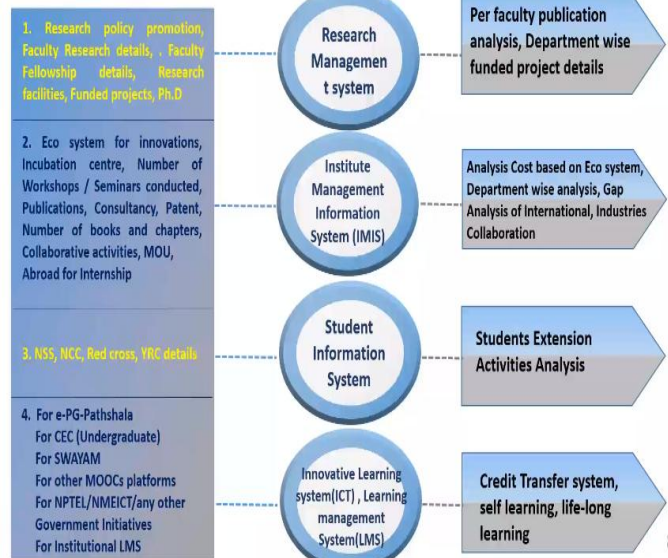 1. Research policy promotion,
Faculty Research details, . Faculty
Fellowship details, Research
facilities, Funded projects, Ph.D
Research
Managemen
t system
Per faculty publication
analysis, Department wise
funded project details
2. Eco system for innovations,
Incubation centre, Number of
Workshops / Seminars conducted,
Publications, Consultancy, Patent,
Number of books and chapters,
Collaborative activities, MOU,
Abroad for Internship
Institute
Management
Information
System (IMIS)
Analysis Cost based on Eco system,
Department wise analysis, Gap
Analysis of International, Industries
Collaboration
3. NSS, NCC, Red cross, YRC details
Student
Information
System
Students Extension
Activities Analysis
4. For e-PG-Pathshala
For CEC (Undergraduate)
For SWAYAM
For other MOOCs platforms
For NPTEL/NMEICT/any other
Government Initiatives
For Institutional LMS
Innovative Learning
system(ICT) , Learning
management
System(LMS)
Credit Transfer system,
self learning, life-long
learning